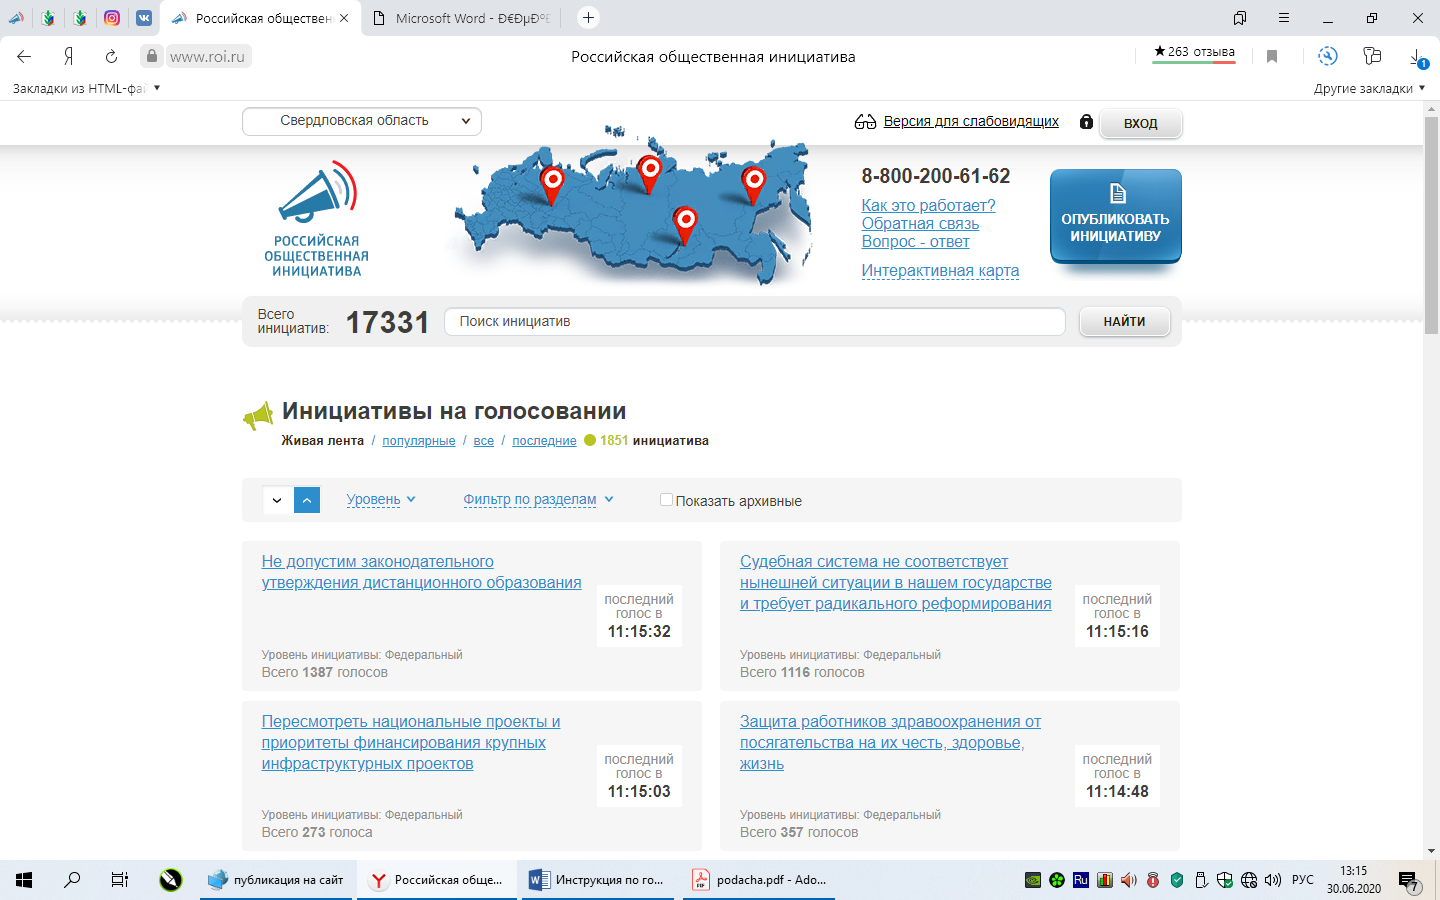 Российская обществен
Microsoft Word -
www.roi.ru
Российская общественная инициатива
★263 отзыва
1
Закладки из HTML-фай
Другие закладки
Свердловская область
Версия для слабовидящих
ВХОД
РОССИЙСКАЯ
ОБЩЕСТВЕННАЯ
ИНИЦИАТИВА
8-800-200-61-62
Как это работает?
Обратная связь
Вопрос - ответ
Интерактивная карта
ОПУБЛИКОВАТЬ
ИНИЦИАТИВУ
Всего
инициатив:
17331
Поиск инициатив
НАЙТИ
Инициативы на голосовании
Живая лента / популярные / все / последние 1851 инициатива
Уровень
Фильтр по разделам
Показать архивные
Не допустим законодательного
утверждения дистанционного образования
последний
голос в
11:15:32
Уровень инициативы: Федеральный
Всего 1387 голосов
Судебная система не соответствует
нынешней ситуации в нашем государстве
и требует радикального реформирования
последний
голос в
11:15:16
Уровень инициативы: Федеральный
Всего 1116 голосов
Пересмотреть национальные проекты и
приоритеты финансирования крупных
инфраструктурных проектов
последний
голос в
11:15:03
Уровень инициативы: Федеральный
Всего 273 голоса
Защита работников здравоохранения от
посягательства на их честь, здоровье,
жизнь
последний
голос в
11:14:48
Уровень инициативы: Федеральный
Всего 357 голосов
публикация на сайт
Российская обще...
Инструкция по го...
podacha.pdf - Ado...
Ru
РУС
13:15
30.06.2020
7